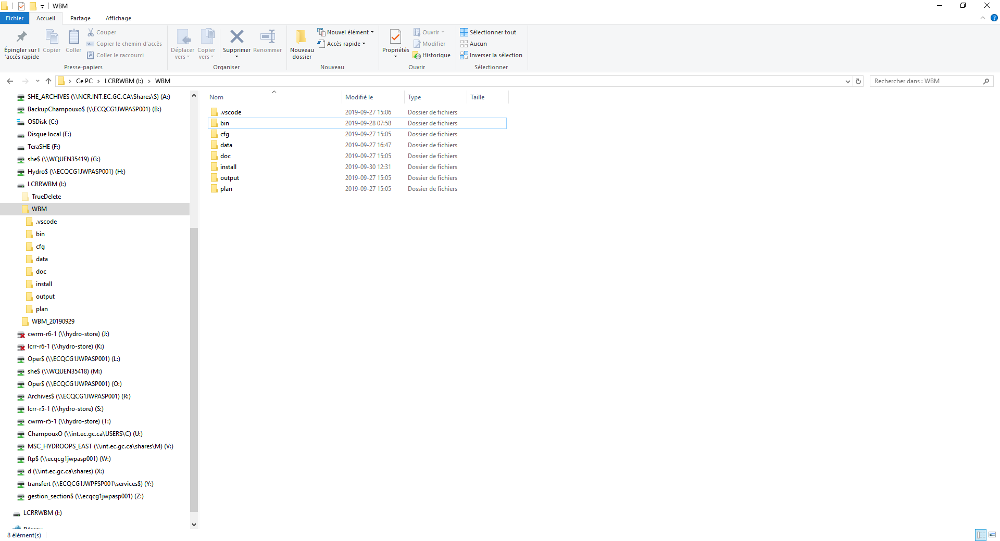 WBM
Fichier Accueil Partage Affichage
Épingler sur l'accès rapide
Copier
Coller
Couper
Copier le chemin d'accès
Coller le raccourci
Presse-papiers
Déplacer vers
Copier vers
Supprimer
Renommer
Organiser
Nouveau dossier
Nouvel élément
Accès rapide
Nouveau
Propriétés
Ouvrir
Modifier
Historique
Ouvrir
Sélectionner tout
Aucun
Inverser la sélection
Sélectionner
Ce PC > LCRRWBM (I:) > WBM
Rechercher dans : WBM
SHE_ARCHIVES (\\NCR.INT.EC.GC.CA\Shares\S) (A:)
BackupChampouxo$ (\\ECQCG1JWPASP001) (B:)
OSDisk (C:)
Disque local (E:)
TeraSHE (F:)
she$ (\\WQUEN35419) (G:)
Hydro$ (\\ECQCG1JWPASP001) (H:)
LCRRWBM (I:)
TrueDelete
WBM
.vscode
bin
cfg
data
doc
install
output
plan
WBM_20190929
cwrm-r6-1 (\\hydro-store) (J:)
lcrr-r6-1 (\\hydro-store) (K:)
Oper$ (\\ECQCG1JWPASP001) (L:)
she$ (\\WQUEN35418) (M:)
Oper$ (\\ECQCG1JWPASP001) (O:)
Archives$ (\\ECQCG1JWPASP001) (R:)
lcrr-r5-1 (\\hydro-store) (S:)
cwrm-r5-1 (\\hydro-store) (T:)
ChampouxO (\\int.ec.gc.ca\USERS\C) (U:)
MSC_HYDROOPS_EAST (\\int.ec.gc.ca\shares\M) (V:)
ftp$ (\\ecqcg1jwpasp001) (W:)
d (\\int.ec.gc.ca\shares) (X:)
transfert (\\ECQCG1JWPFSP001\services$) (Y:)
gestion_section$ (\\ecqcg1jwpasp001) (Z:)
LCRRWBM (I:)
Réseau
Nom Modifié le Type Taille
.vscode 2019-09-27 15:06 Dossier de fichiers
bin 2019-09-28 07:58 Dossier de fichiers
cfg 2019-09-27 15:05 Dossier de fichiers
data 2019-09-27 16:47 Dossier de fichiers
doc 2019-09-27 15:05 Dossier de fichiers
install 2019-09-30 12:31 Dossier de fichiers
output 2019-09-27 15:05 Dossier de fichiers
plan 2019-09-27 15:05 Dossier de fichiers
8 élément(s)